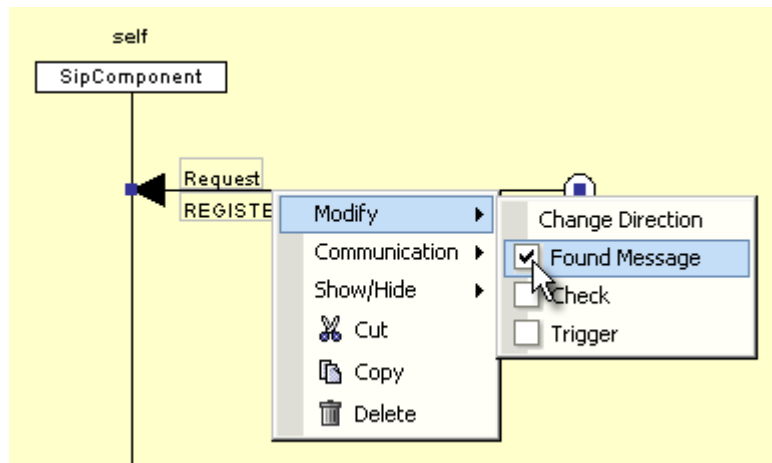 self
SipComponent
Request
REGISTE
Modify
Communication
Show/Hide
Cut
Copy
Delete
Change Direction
Found Message
Check
Trigger